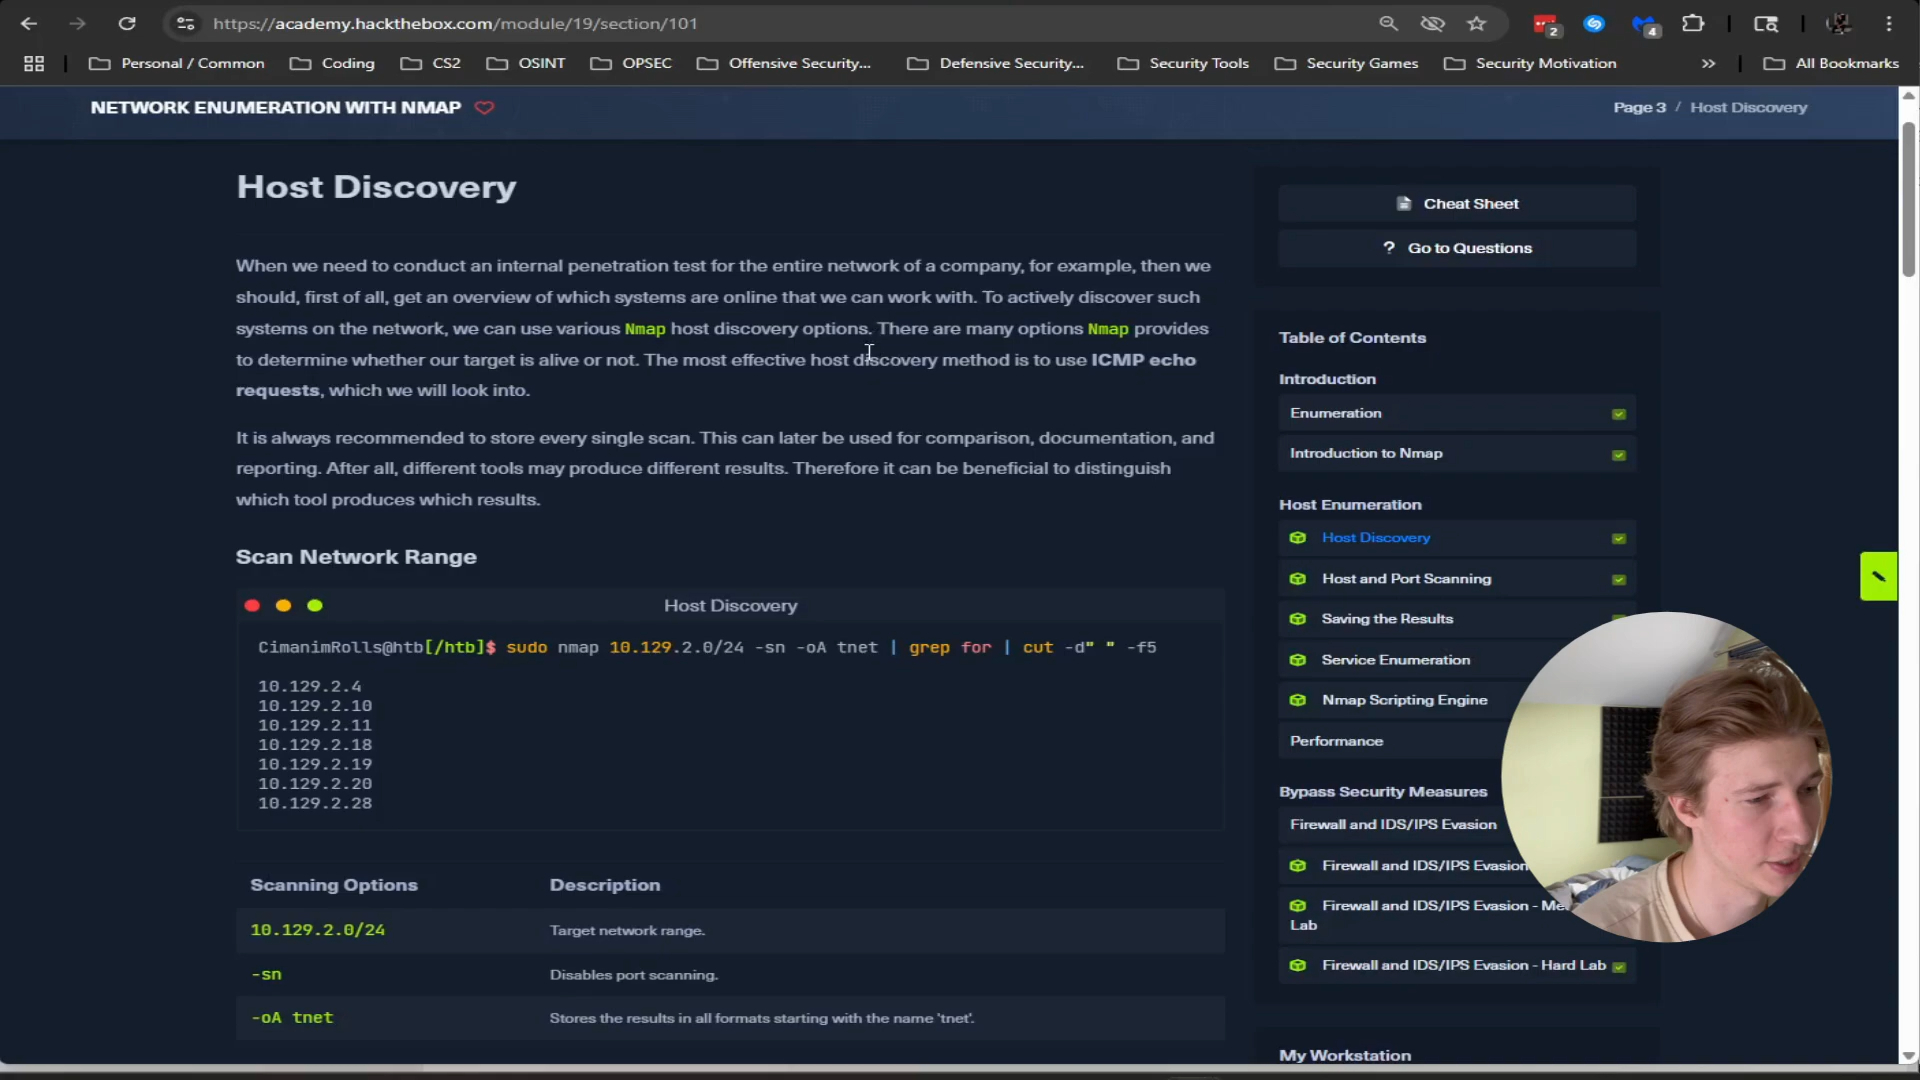 https://academy.hackthebox.com/module/19/section/101
2
4
Personal / Common
Coding
CS2
OSINT
OPSEC
Offensive Security...
Defensive Security...
Security Tools
Security Games
Security Motivation
»
All Bookmarks
NETWORK ENUMERATION WITH NMAP
Page 3 / Host Discovery
Host Discovery
When we need to conduct an internal penetration test for the entire network of a company, for example, then we
should, first of all, get an overview of which systems are online that we can work with. To actively discover such
systems on the network, we can use various Nmap host discovery options. There are many options Nmap provides
to determine whether our target is alive or not. The most effective host discovery method is to use ICMP echo
requests, which we will look into.
It is always recommended to store every single scan. This can later be used for comparison, documentation, and
reporting. After all, different tools may produce different results. Therefore it can be beneficial to distinguish
which tool produces which results.
Scan Network Range
Host Discovery
CimanimRolls@htb[/htb]$ sudo nmap 10.129.2.0/24 -sn -oA tnet | grep for | cut -d" " -f5
10.129.2.4
10.129.2.10
10.129.2.11
10.129.2.18
10.129.2.19
10.129.2.20
10.129.2.28
Scanning Options Description
10.129.2.0/24 Target network range.
-sn Disables port scanning.
-oA tnet Stores the results in all formats starting with the name 'tnet'.
Cheat Sheet
? Go to Questions
Table of Contents
Introduction
Enumeration
Introduction to Nmap
Host Enumeration
Host Discovery
Host and Port Scanning
Saving the Results
Service Enumeration
Nmap Scripting Engine
Performance
Bypass Security Measures
Firewall and IDS/IPS Evasion
Firewall and IDS/IPS Evasion
Firewall and IDS/IPS Evasion - Me
Lab
Firewall and IDS/IPS Evasion - Hard Lab
My Workstation